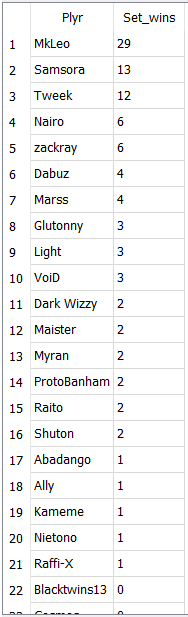 Plyr Set_wins
1 MkLeo 29
2 Samsora 13
3 Tweek 12
4 Nairo 6
5 zackray 6
6 Dabuz 4
7 Marss 4
8 Glutonny 3
9 Light 3
10 VoiD 3
11 Dark Wizzy 2
12 Maister 2
13 Myran 2
14 ProtoBanham 2
15 Raito 2
16 Shuton 2
17 Abadango 1
18 Ally 1
19 Kameme 1
20 Nietono 1
21 Raffi-X 1
22 Blacktwins13 0